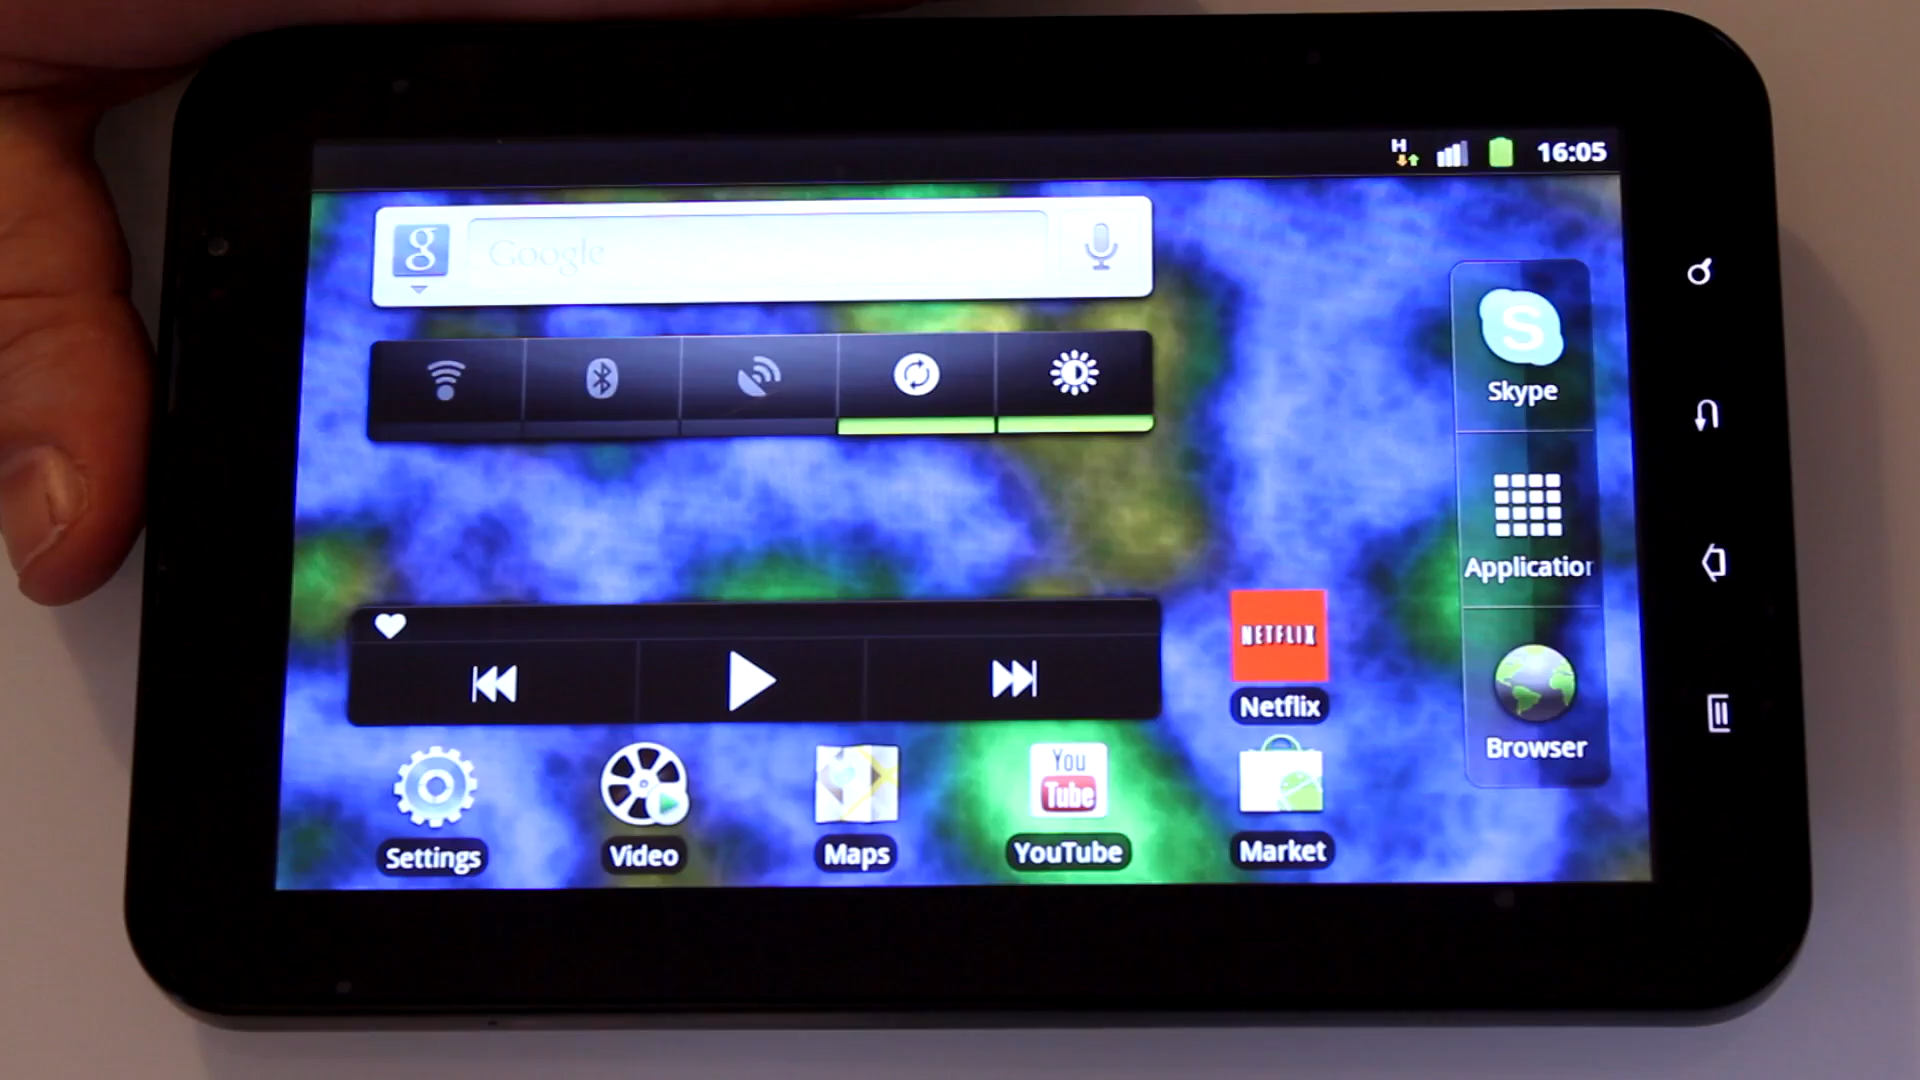 H
16:05
g
Google
S
Skype
Applicatior
NETFLIX
Netflix
Browser
You
Tube
Settings
Video
Maps
YouTube
Market